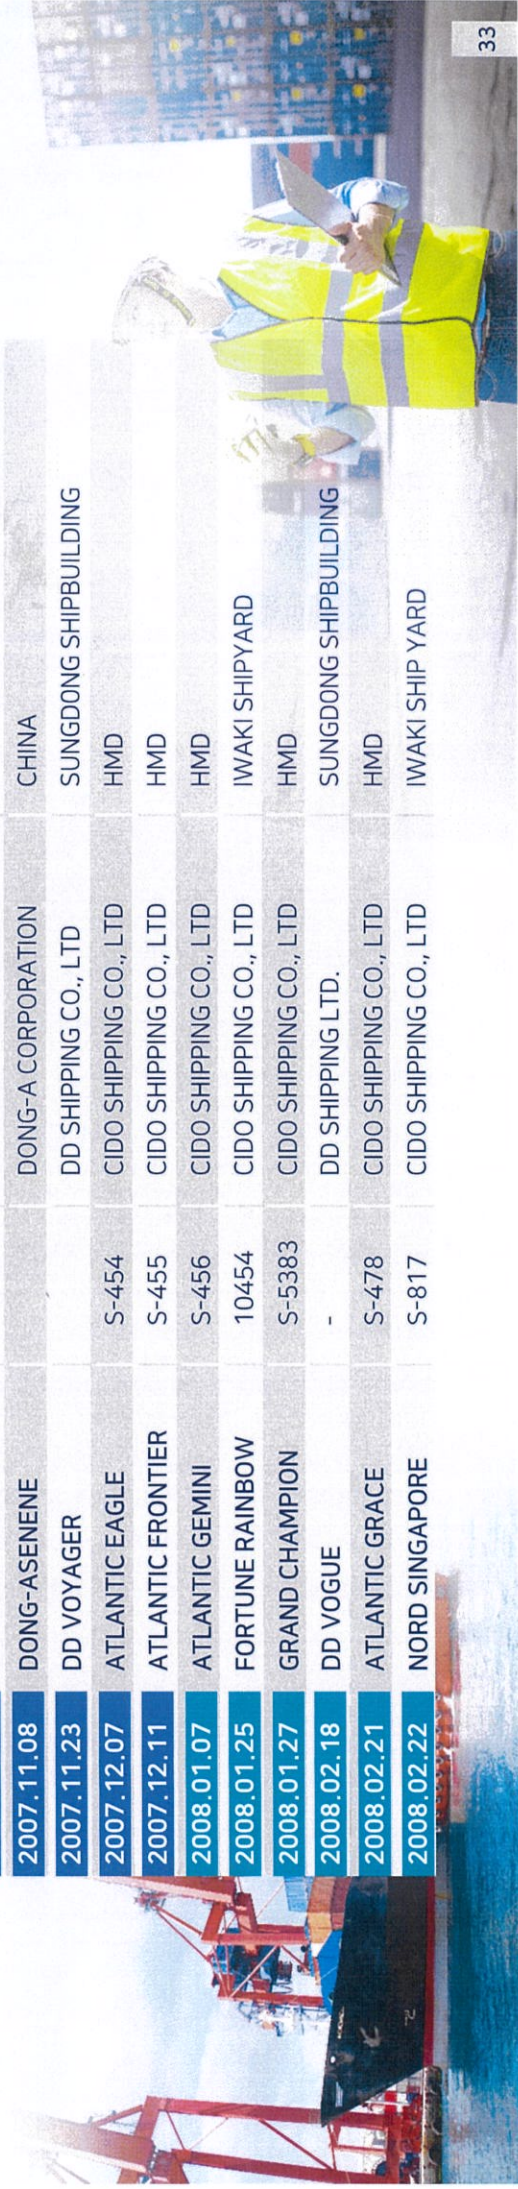 2007.11.08 DONG-ASENENE DONG-A CORPORATION CHINA
2007.11.23 DD VOYAGER DD SHIPPING CO., LTD SUNGDONG SHIPBUILDING
2007.12.07 ATLANTIC EAGLE S-454 CIDO SHIPPING CO., LTD HMD
2007.12.11 ATLANTIC FRONTIER S-455 CIDO SHIPPING CO., LTD HMD
2008.01.07 ATLANTIC GEMINI S-456 CIDO SHIPPING CO., LTD HMD
2008.01.25 FORTUNE RAINBOW 10454 CIDO SHIPPING CO., LTD IWAKI SHIPYARD
2008.01.27 GRAND CHAMPION S-5383 CIDO SHIPPING CO., LTD HMD
2008.02.18 DD VOGUE - DD SHIPPING LTD. SUNGDONG SHIPBUILDING
2008.02.21 ATLANTIC GRACE S-478 CIDO SHIPPING CO., LTD HMD
2008.02.22 NORD SINGAPORE S-817 CIDO SHIPPING CO., LTD IWAKI SHIP YARD
33